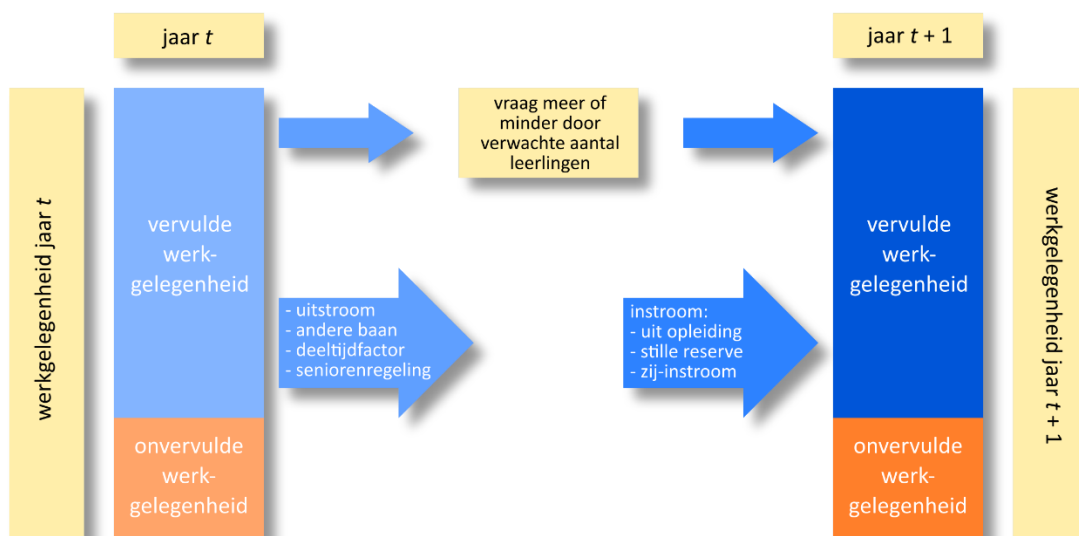 jaar t
jaar t + 1
werkgelegenheid jaar t
vervulde
werk-
gelegenheid
onvervulde
werk-
gelegenheid
vraag meer of
minder door
verwachte aantal
leerlingen
- uitstroom
- andere baan
- deeltijdfactor
- seniorenregeling
instroom:
- uit opleiding
- stille reserve
- zij-instroom
vervulde
werk-
gelegenheid
onvervulde
werk-
gelegenheid
werkgelegenheid jaar t + 1